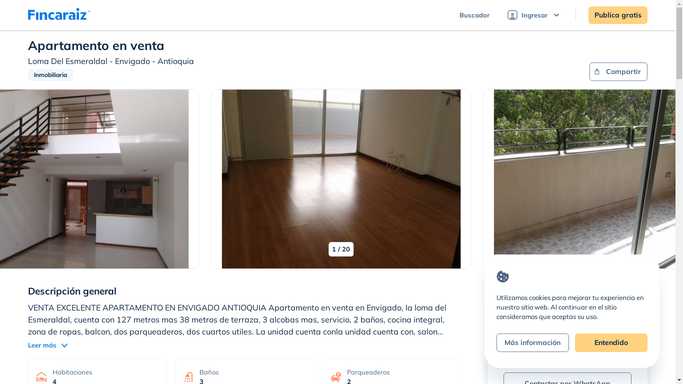 Fincaraiz
Buscador
Ingresar
Publica gratis
Apartamento en venta
Loma Del Esmeraldal - Envigado - Antioquia
Inmobiliaria
Compartir
1 / 20
Descripción general
VENTA EXCELENTE APARTAMENTO EN ENVIGADO ANTIOQUIA Apartamento en venta en Envigado, la loma del
Esmeraldal, cuenta con 127 metros mas 38 metros de terraza, 3 alcobas mas, servicio, 2 baños, cocina integral,
zona de ropas, balcon, dos parqueaderos, dos cuartos utiles. La unidad cuenta conla unidad cuenta con, salon...
Leer más
Habitaciones
4
Baños
3
Parqueaderos
2
Utilizamos cookies para mejorar tu experiencia en
nuestro sitio web. Al continuar en el sitio
consideramos que aceptas su uso.
Más información
Entendido
Contactar por WhatsApp